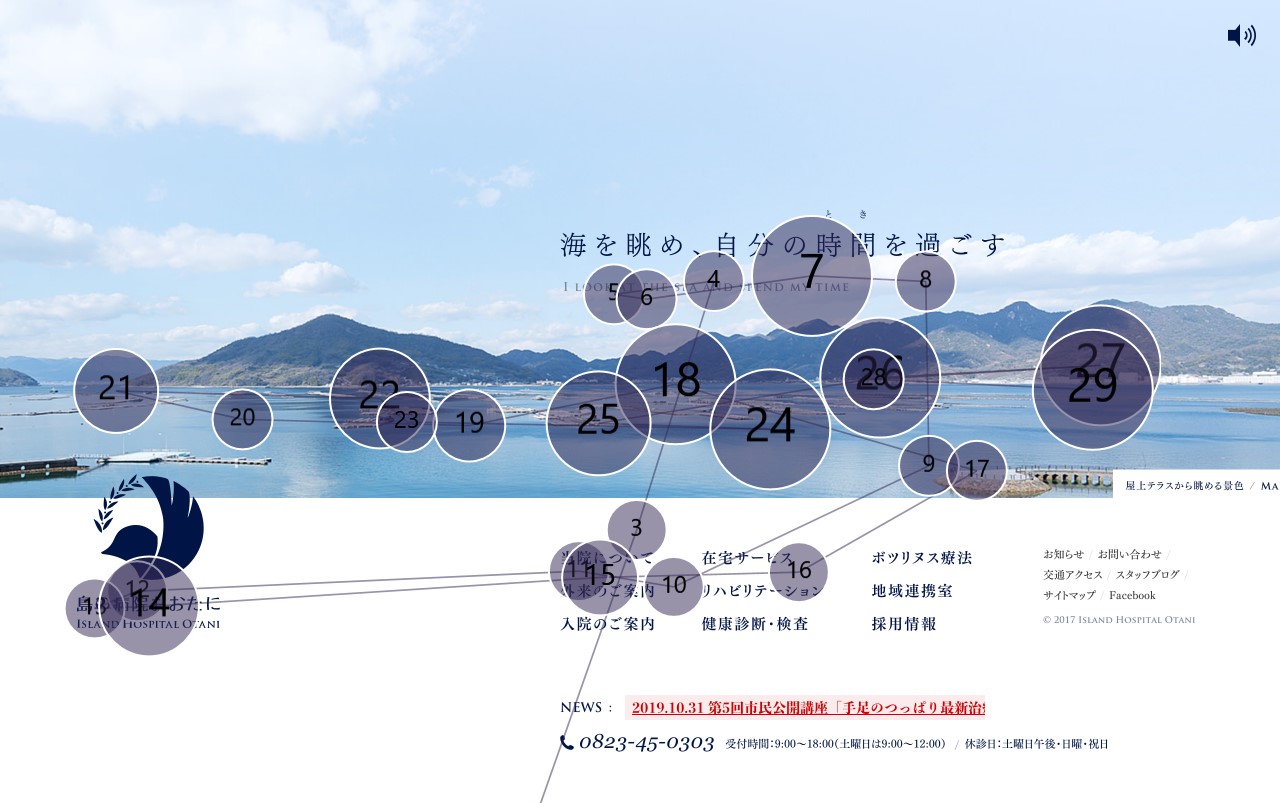 と き
海を眺め、自分の時間を過ごす
I LOOK AT THE SEA AND SPEND MY TIME
屋上テラスから眺める景色 / MA
島の病院おおたに
ISLAND HOSPITAL OTANI
当院について
在宅サービス
ボツリヌス療法
外来のご案内
リハビリテーション
地域連携室
入院のご案内
健康診断・検査
採用情報
お知らせ / お問い合わせ /
交通アクセス / スタッフブログ /
サイトマップ / Facebook
© 2017 ISLAND HOSPITAL OTANI
NEWS :
2019.10.31 第5回市民公開講座「手足のつっぱり最新治
0823-45-0303
受付時間:9:00〜18:00(土曜日は9:00〜12:00) / 休診日:土曜日午後・日曜・祝日
3
4
5
6
7
8
9
10
11
12
13
14
15
16
17
18
19
20
21
22
23
24
25
26
27
28
29